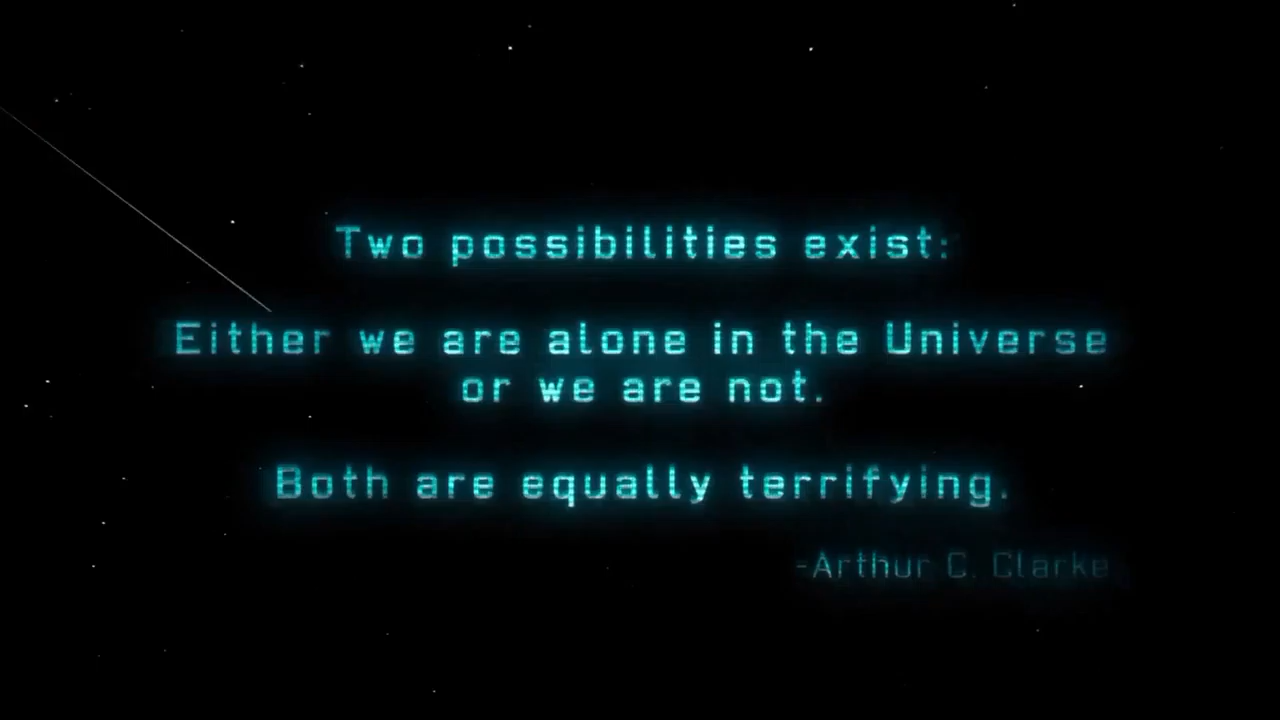 Two possibilities exist:
Either we are alone in the Universe
or we are not.
Both are equally terrifying.
-Arthur C. Clarke